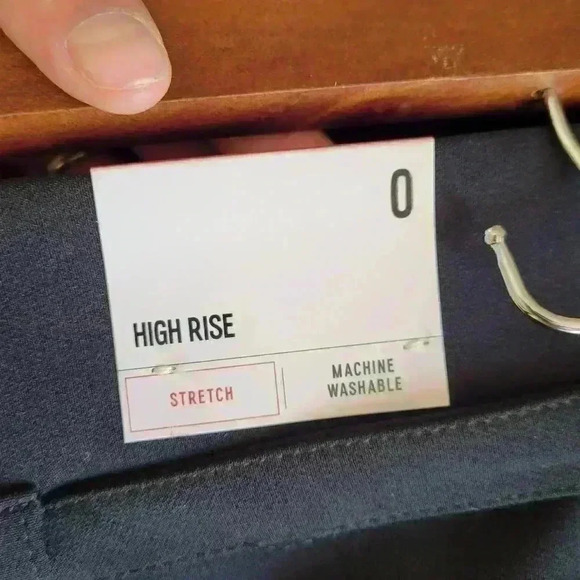 0
HIGH RISE
STRETCH
MACHINE
WASHABLE